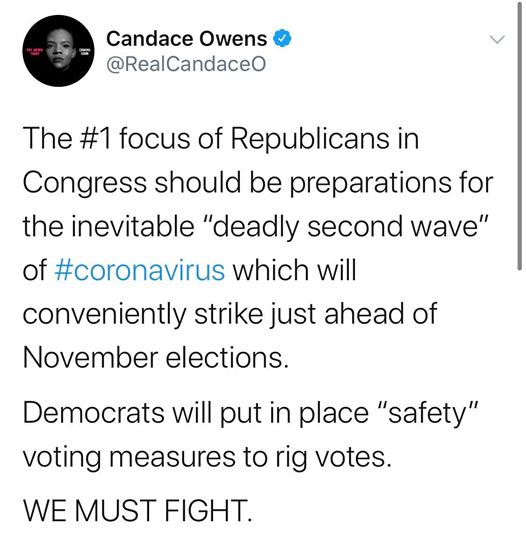 Candace Owens
@RealCandaceO
The #1 focus of Republicans in
Congress should be preparations for
the inevitable “deadly second wave”
of #coronavirus which will
conveniently strike just ahead of
November elections.
Democrats will put in place “safety”
voting measures to rig votes.
WE MUST FIGHT.